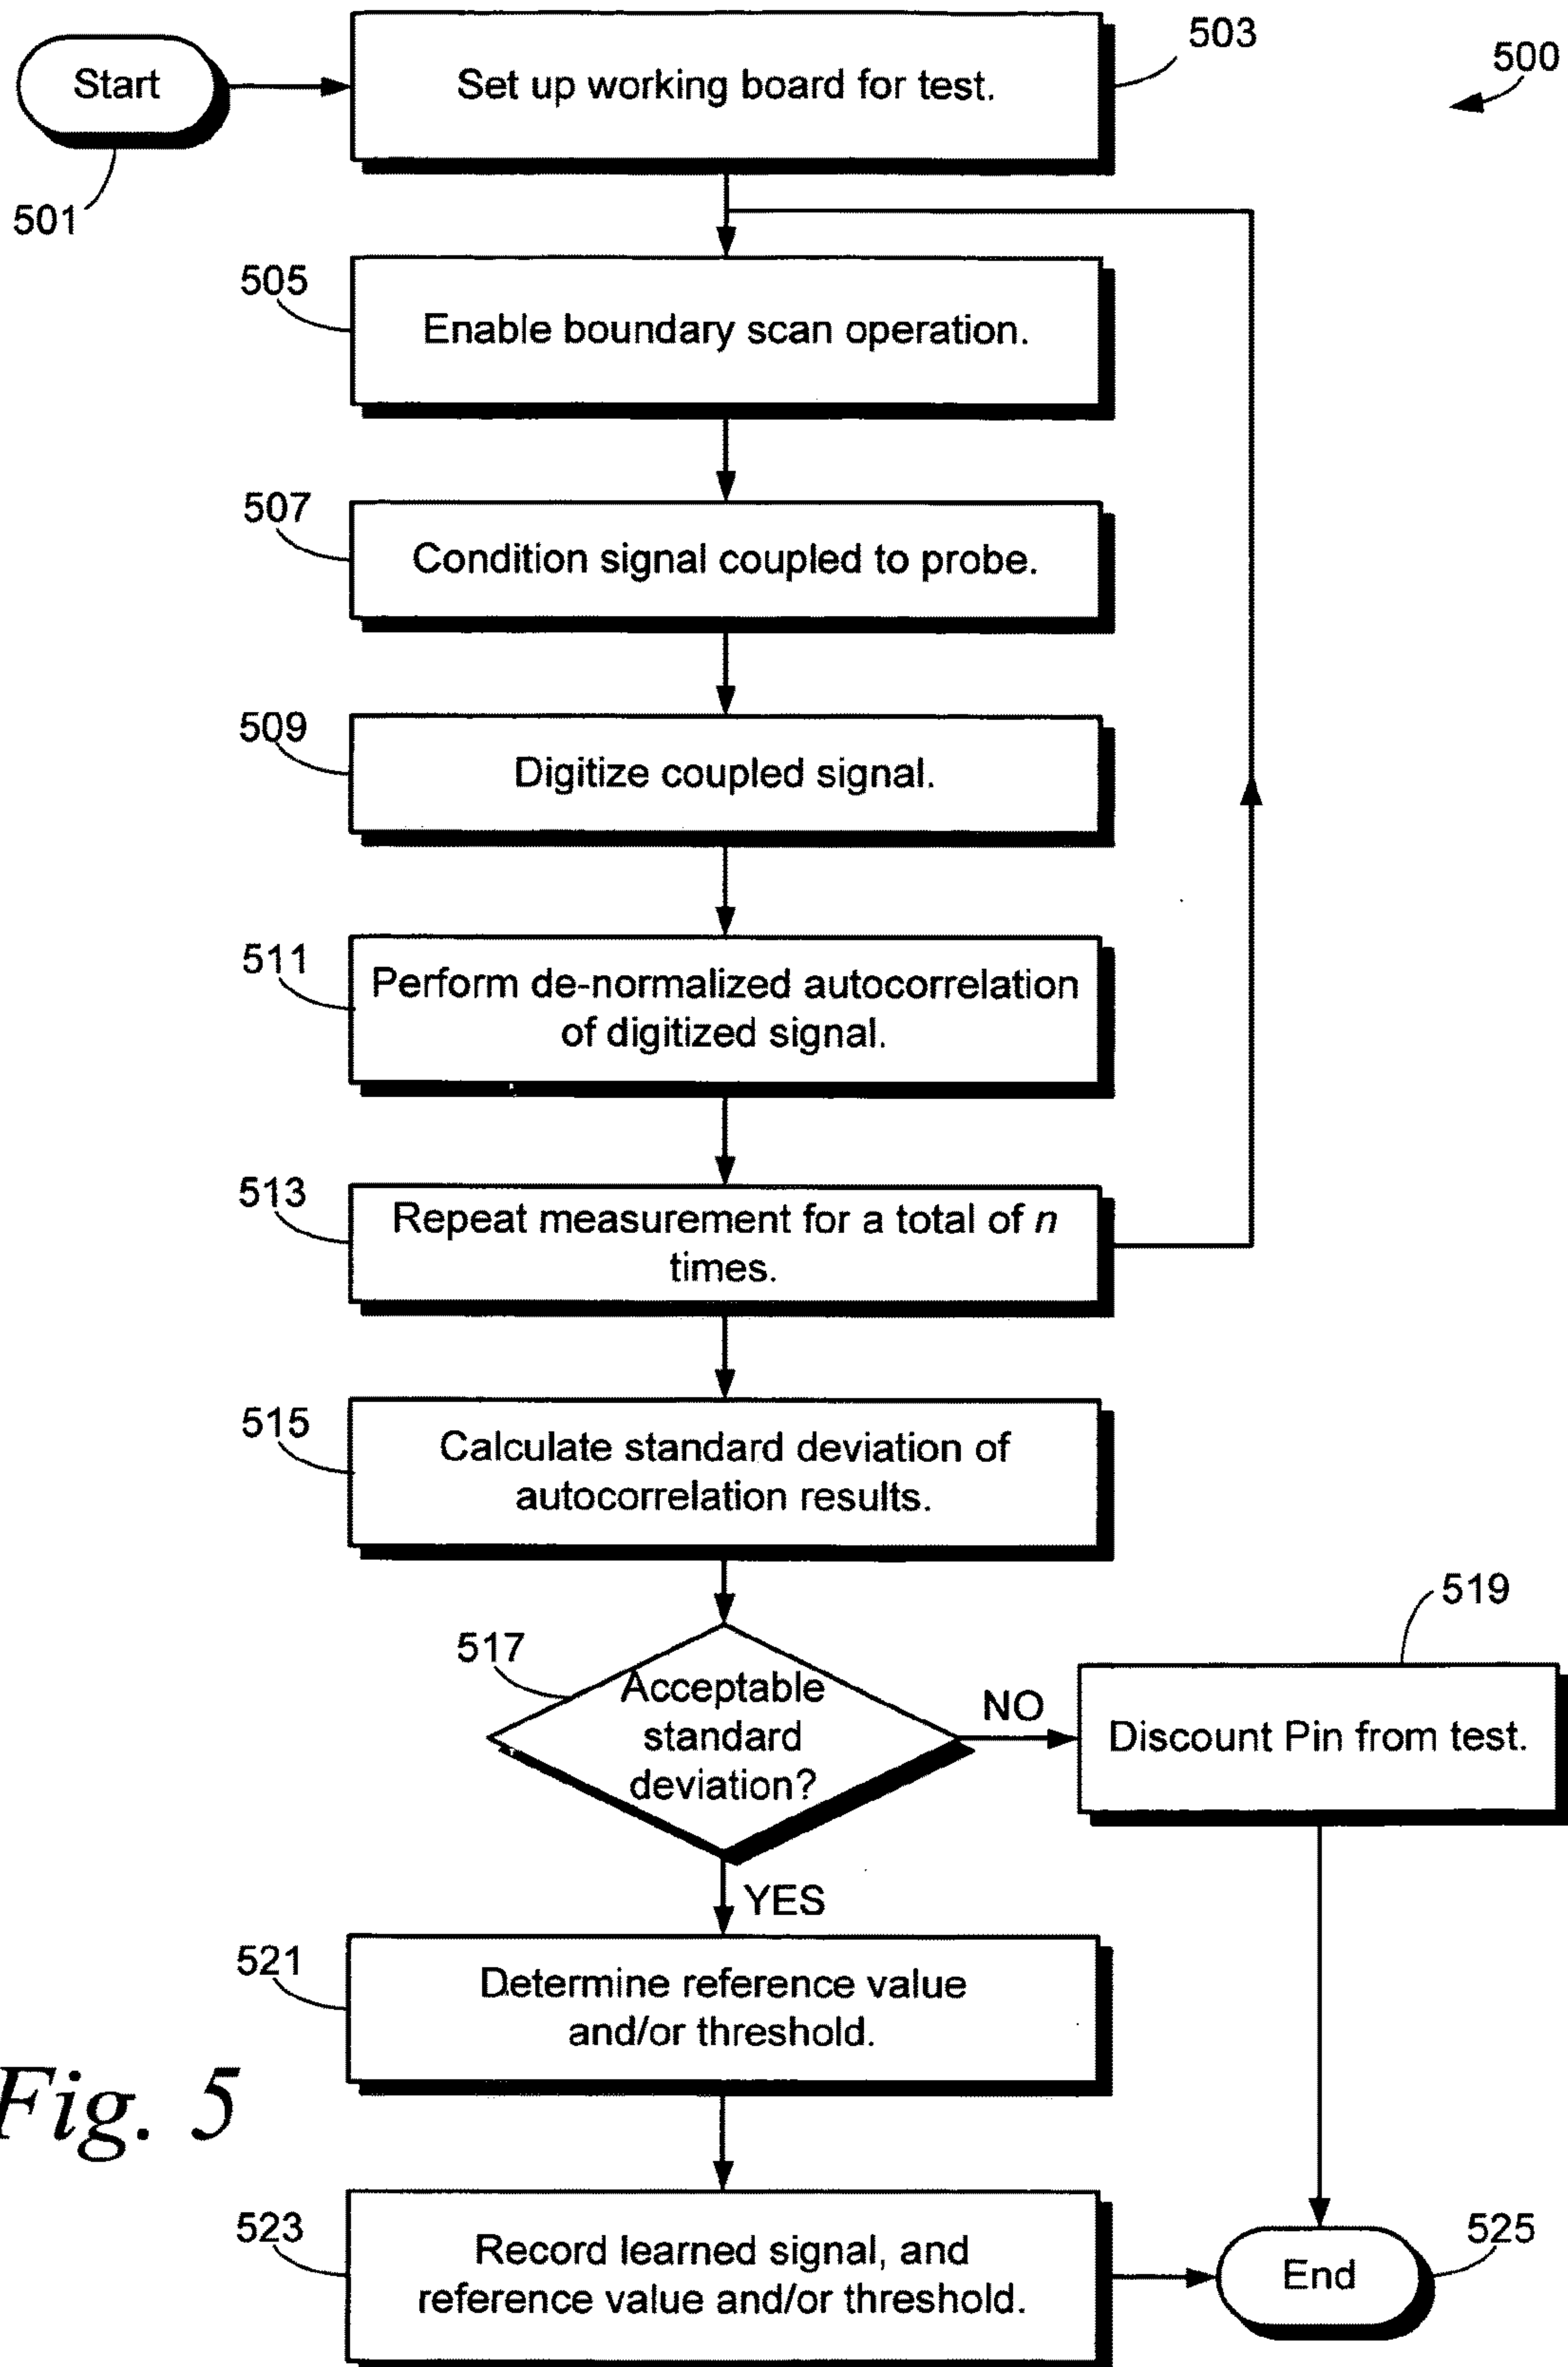 Start
501
Set up working board for test.
503
500
505
Enable boundary scan operation.
507
Condition signal coupled to probe.
509
Digitize coupled signal.
511
Perform de-normalized autocorrelation
of digitized signal.
513
Repeat measurement for a total of n
times.
515
Calculate standard deviation of
autocorrelation results.
517
Acceptable
standard
deviation?
NO
519
Discount Pin from test.
YES
521
Determine reference value
and/or threshold.
Fig. 5
523
Record learned signal, and
reference value and/or threshold.
End
525